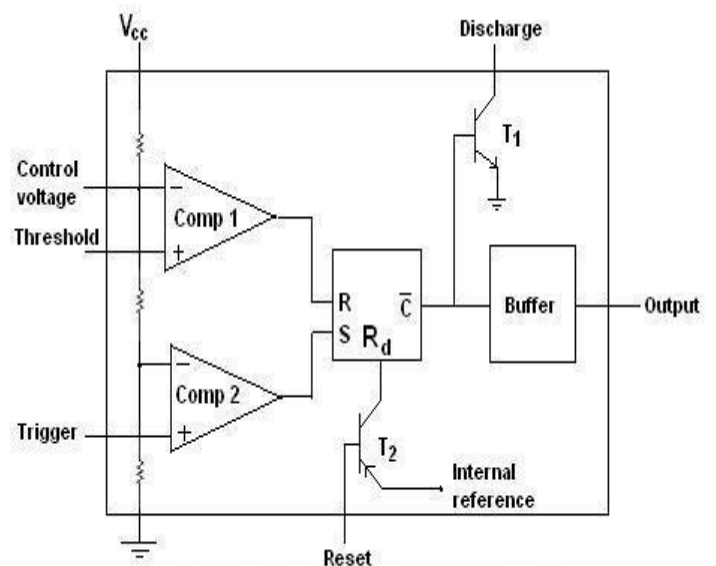 Vcc
Discharge
T1
Control
voltage
−
Comp 1
Threshold
+
R
C̅
Buffer
Output
S
Rd
−
Comp 2
Trigger
+
T2
Internal
reference
Reset